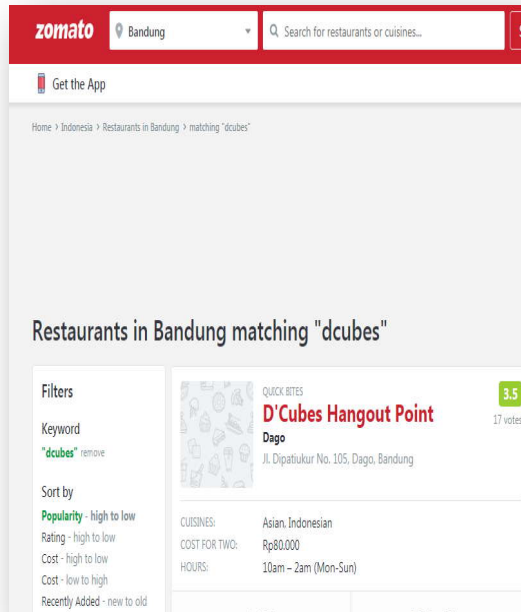 zomato Bandung Search for restaurants or cuisines...
Get the App
Home > Indonesia > Restaurants in Bandung > matching "dcubes"
Restaurants in Bandung matching "dcubes"
Filters
Keyword
"dcubes" remove
Sort by
Popularity - high to low
Rating - high to low
Cost - high to low
Cost - low to high
Recently Added - new to old
QUICK BITES
D'Cubes Hangout Point
Dago
Jl. Dipatiukur No. 105, Dago, Bandung
3.5
17 votes
CUISINES: Asian, Indonesian
COST FOR TWO: Rp80.000
HOURS: 10am – 2am (Mon-Sun)